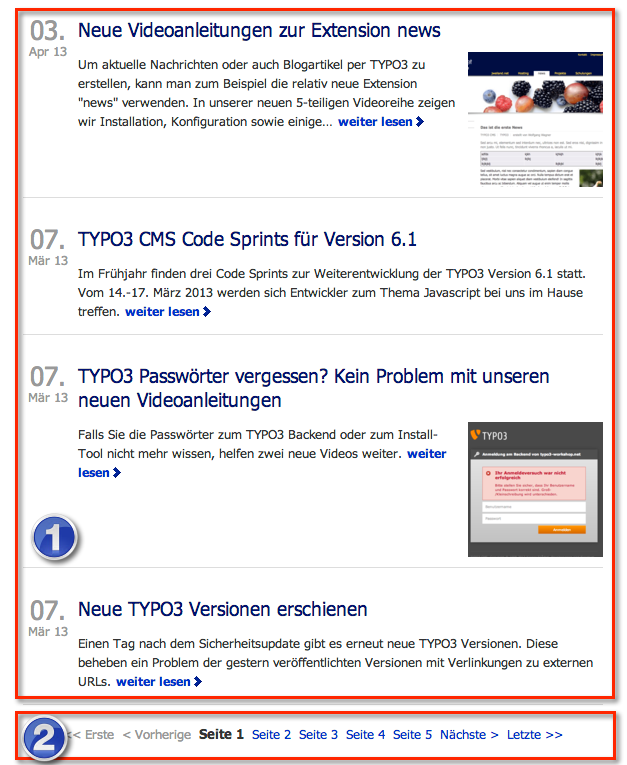 03.
Apr 13
Neue Videoanleitungen zur Extension news
Um aktuelle Nachrichten oder auch Blogartikel per TYPO3 zu
erstellen, kann man zum Beispiel die relativ neue Extension
"news" verwenden. In unserer neuen 5-teiligen Videoreihe zeigen
wir Installation, Konfiguration sowie einige... weiter lesen
Das ist die erste News
07.
Mär 13
TYPO3 CMS Code Sprints für Version 6.1
Im Frühjahr finden drei Code Sprints zur Weiterentwicklung der TYPO3 Version 6.1 statt.
Vom 14.-17. März 2013 werden sich Entwickler zum Thema Javascript bei uns im Hause
treffen. weiter lesen
07.
Mär 13
TYPO3 Passwörter vergessen? Kein Problem mit unseren
neuen Videoanleitungen
Falls Sie die Passwörter zum TYPO3 Backend oder zum Install-
Tool nicht mehr wissen, helfen zwei neue Videos weiter. weiter
lesen
TYPO3
Anmeldung am Backend von typo3-workshop.net
Ihr Anmeldeversuch war nicht
erfolgreich
Benutzername
Passwort
Anmelden
1
07.
Mär 13
Neue TYPO3 Versionen erschienen
Einen Tag nach dem Sicherheitsupdate gibt es erneut neue TYPO3 Versionen. Diese
beheben ein Problem der gestern veröffentlichten Versionen mit Verlinkungen zu externen
URLs. weiter lesen
2
<< Erste < Vorherige Seite 1 Seite 2 Seite 3 Seite 4 Seite 5 Nächste > Letzte >>